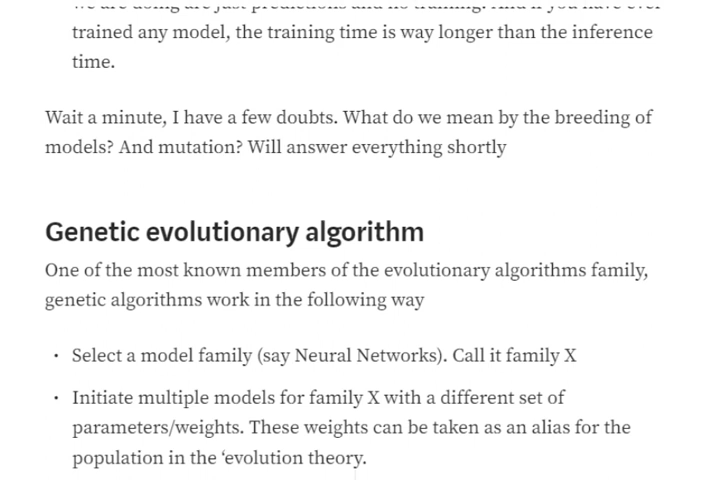 trained any model, the training time is way longer than the inference
time.
Wait a minute, I have a few doubts. What do we mean by the breeding of
models? And mutation? Will answer everything shortly
Genetic evolutionary algorithm
One of the most known members of the evolutionary algorithms family,
genetic algorithms work in the following way
• Select a model family (say Neural Networks). Call it family X
• Initiate multiple models for family X with a different set of
parameters/weights. These weights can be taken as an alias for the
population in the ‘evolution theory.